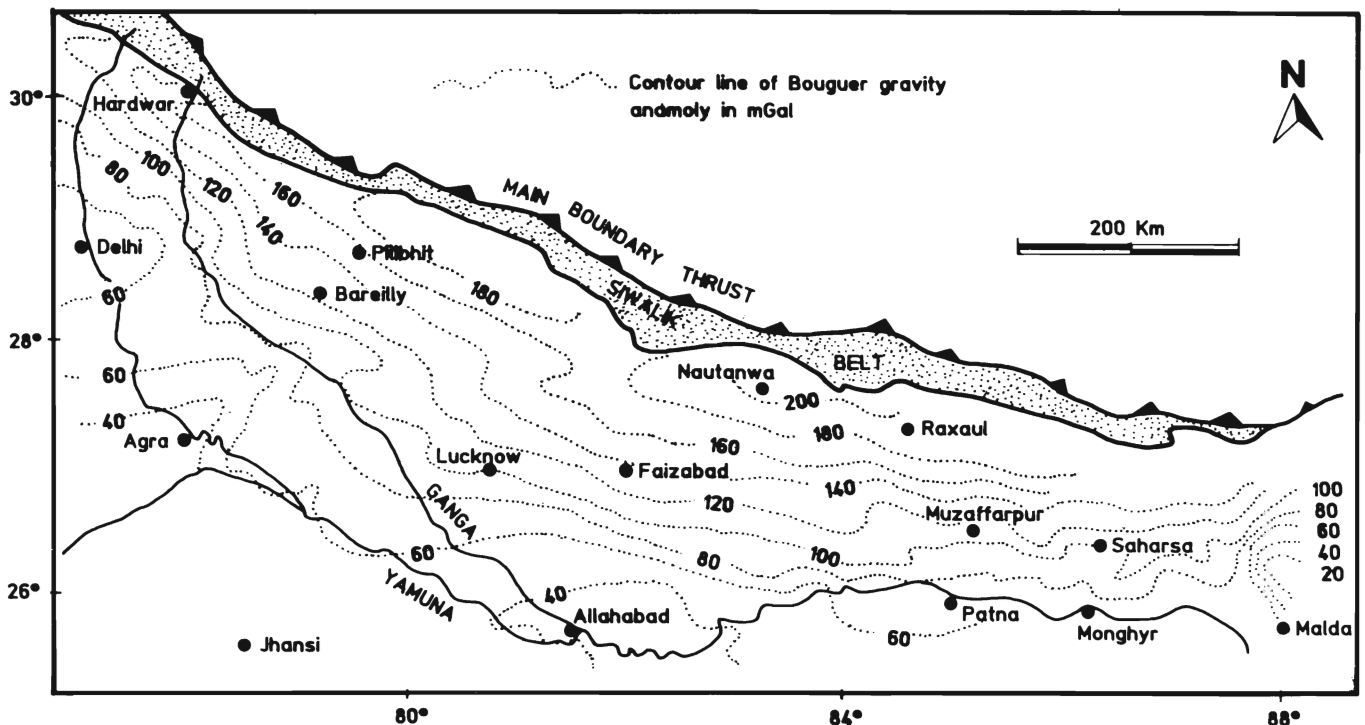 Contour line of Bouguer gravity
anomoly in mGal
N
30°
Hardwar
100
80
120
160
140
MAIN BOUNDARY THRUST
200 Km
Delhi
Pilibhit
60
Bareilly
180
SIWALIK
28°
BELT
60
Nautanwa
200
40
Agra
180
Raxaul
160
Lucknow
Faizabad
140
120
100
GANGA
Muzaffarpur
80
60
60
Saharsa
100
40
80
20
26°
YAMUNA
40
Allahabad
Patna
60
Monghyr
Malda
Jhansi
80°
84°
88°